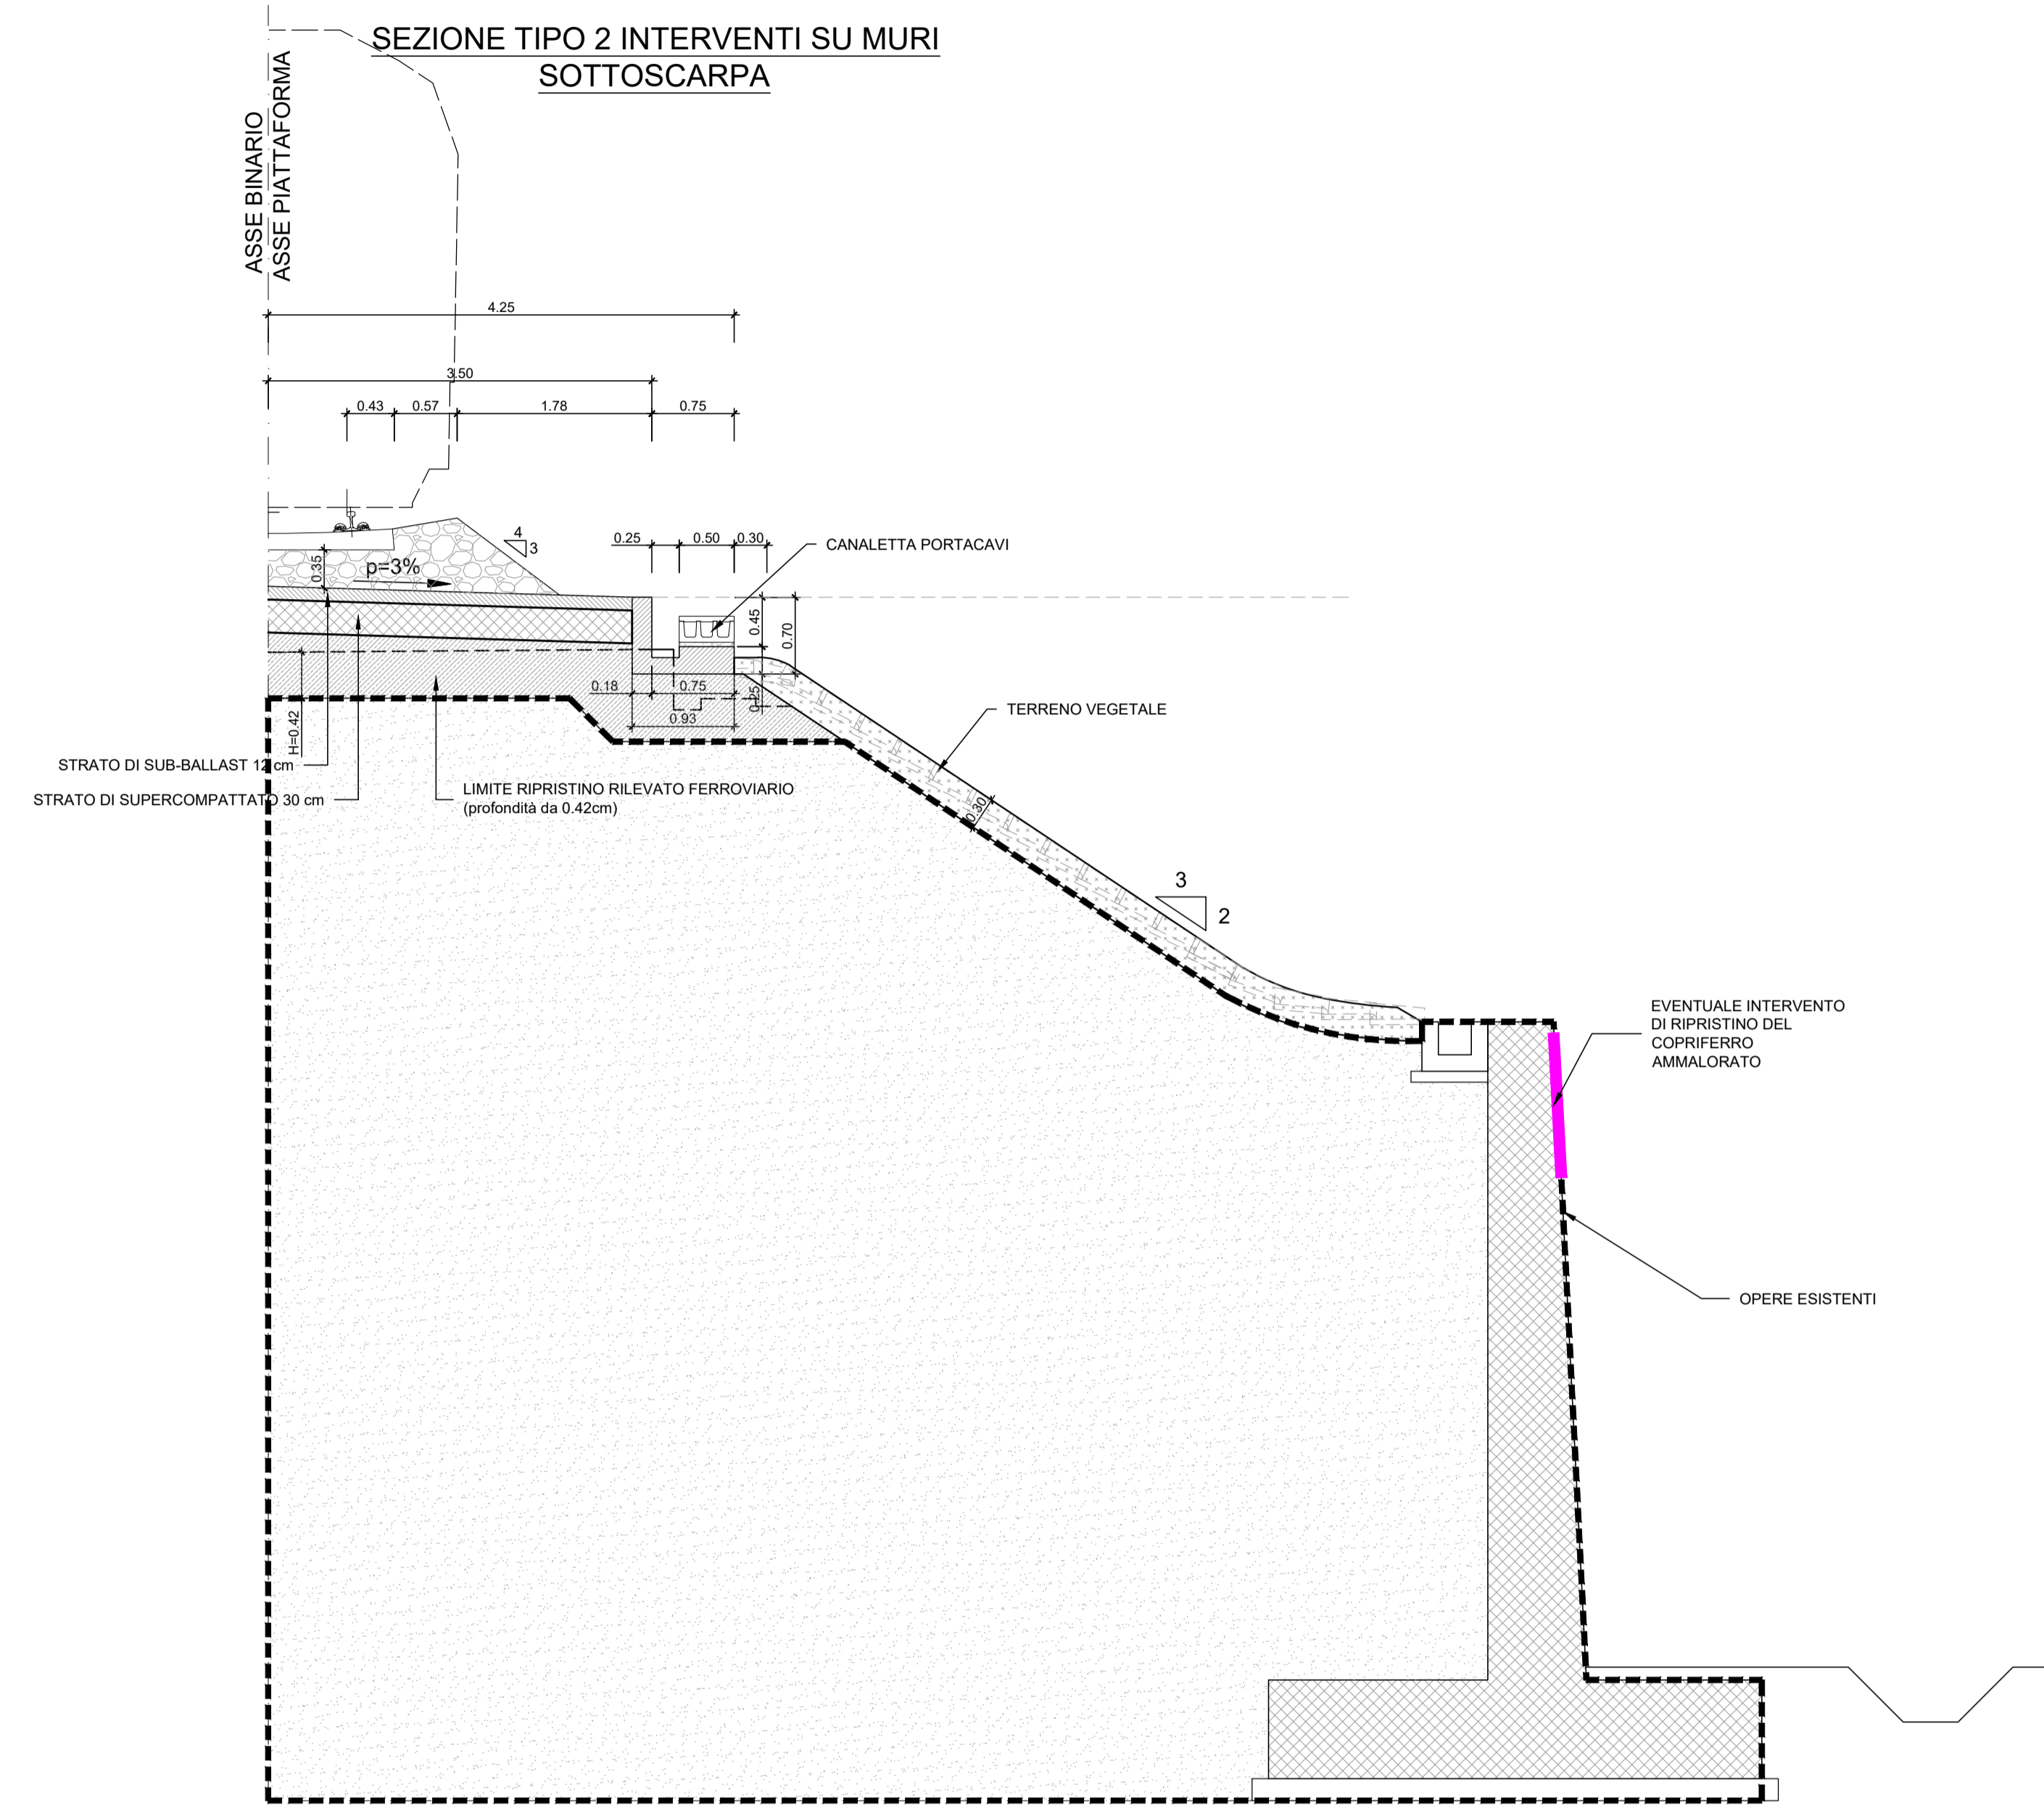 SEZIONE TIPO 2 INTERVENTI SU MURI
SOTTOSCARPA
ASSE BINARIO
ASSE PIATTAFORMA
4.25
3.50
0.43
0.57
1.78
0.75
4
3
0.25
0.50
0.30
CANALETTA PORTACAVI
0.35
p=3%
0.45
0.70
0.18
0.75
0.25
0.93
H=0.42
TERRENO VEGETALE
STRATO DI SUB-BALLAST 12 cm
STRATO DI SUPERCOMPATTATO 30 cm
LIMITE RIPRISTINO RILEVATO FERROVIARIO
(profondità da 0.42cm)
0.30
3
2
EVENTUALE INTERVENTO
DI RIPRISTINO DEL
COPRIFERRO
AMMALORATO
OPERE ESISTENTI